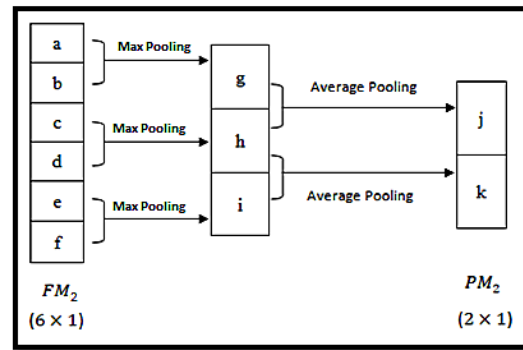 a
b
c
d
e
f
Max Pooling
Max Pooling
Max Pooling
g
h
i
Average Pooling
Average Pooling
j
k
FM₂
(6 × 1)
PM₂
(2 × 1)